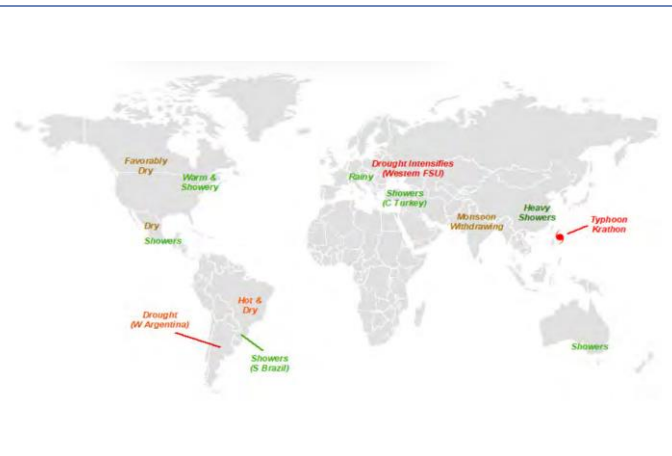 Favorably
Dry
Warm &
Showery
Rainy
Drought Intensifies
(Western FSU)
Showers
(C Turkey)
Heavy
Showers
Monsoon
Withdrawing
Typhoon
Krathon
Dry
Showers
Hot &
Dry
Drought
(W Argentina)
Showers
(S Brazil)
Showers